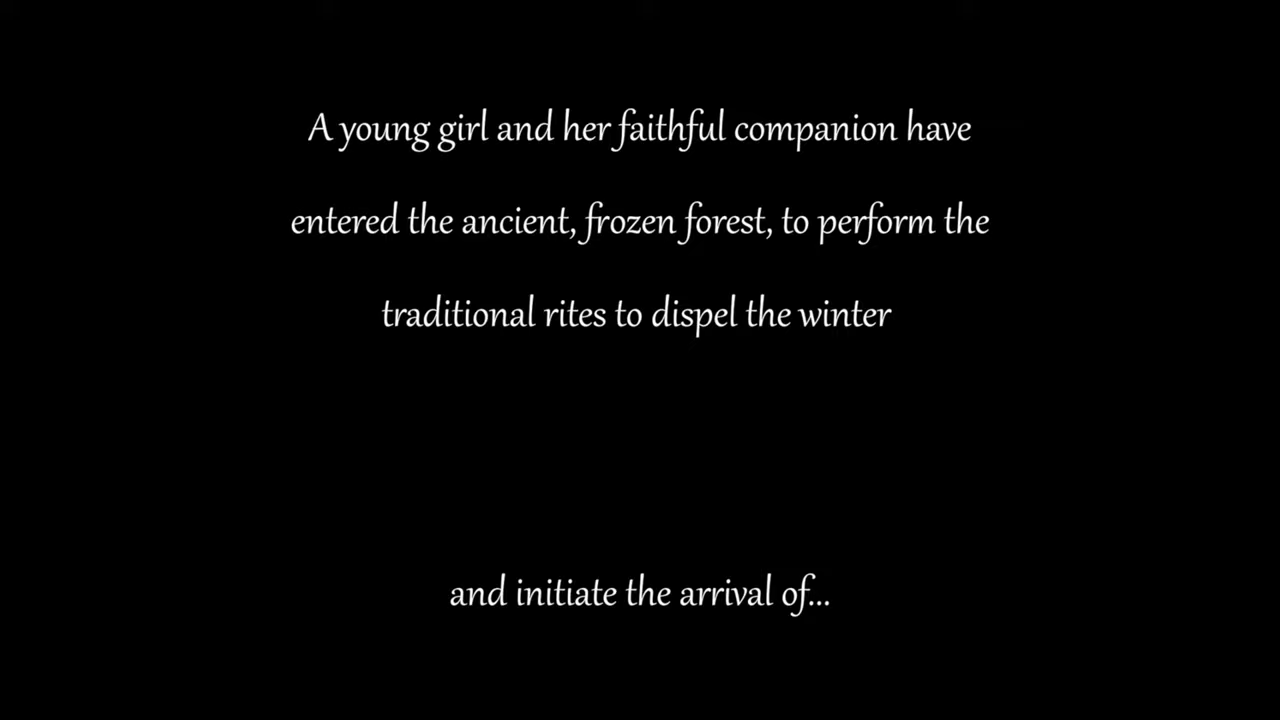 A young girl and her faithful companion have
entered the ancient, frozen forest, to perform the
traditional rites to dispel the winter
and initiate the arrival of...